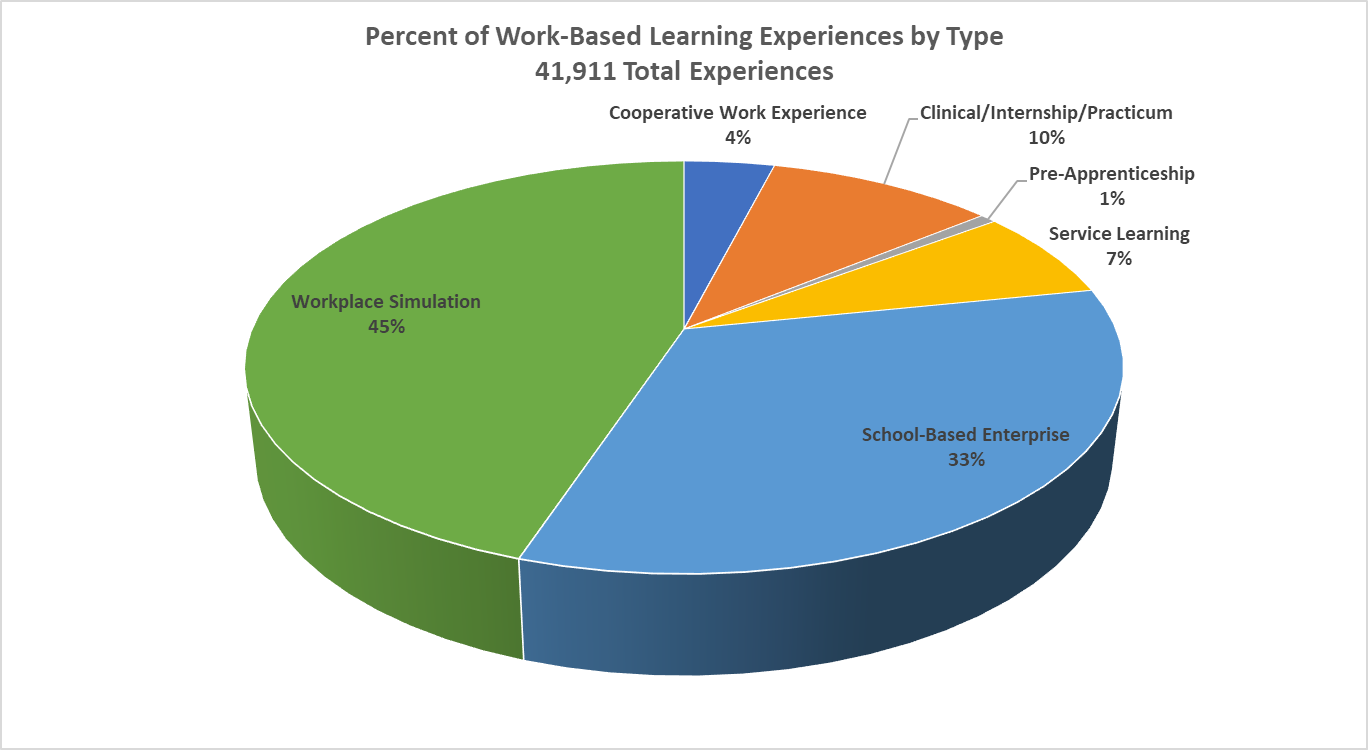 Percent of Work-Based Learning Experiences by Type
41,911 Total Experiences
Cooperative Work Experience
4%
Clinical/Internship/Practicum
10%
Pre-Apprenticeship
1%
Service Learning
7%
Workplace Simulation
45%
School-Based Enterprise
33%